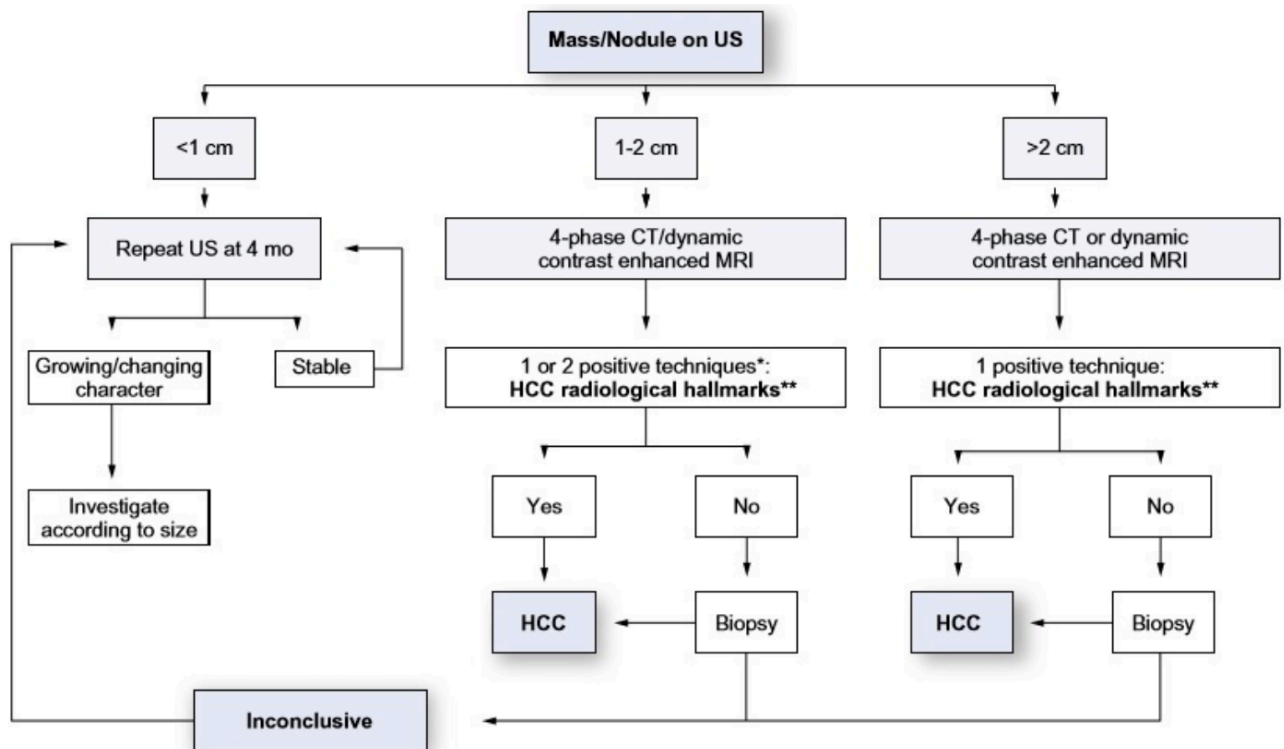 Mass/Nodule on US
<1 cm
1-2 cm
>2 cm
Repeat US at 4 mo
4-phase CT/dynamic
contrast enhanced MRI
4-phase CT or dynamic
contrast enhanced MRI
Growing/changing
character
Stable
1 or 2 positive techniques*:
HCC radiological hallmarks**
1 positive technique:
HCC radiological hallmarks**
Investigate
according to size
Yes
No
Yes
No
HCC
Biopsy
HCC
Biopsy
Inconclusive